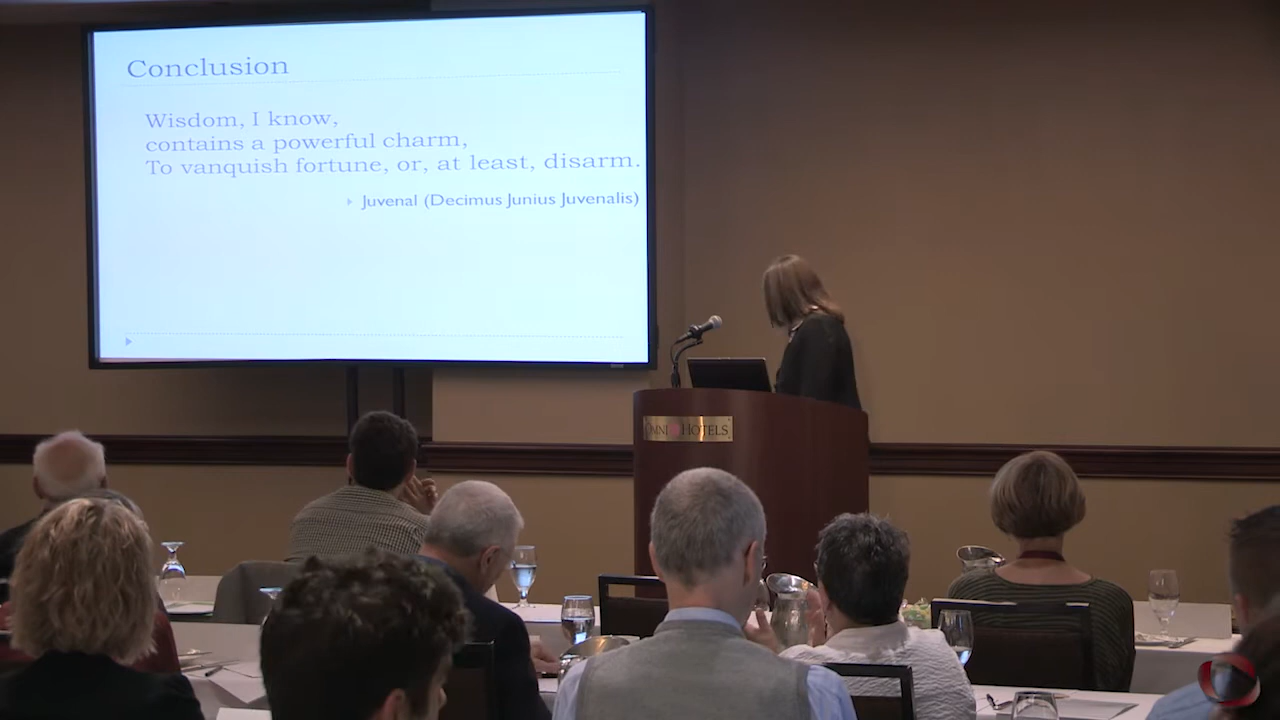 Conclusion
Wisdom, I know,
contains a powerful charm,
To vanquish fortune, or, at least, disarm.
Juvenal (Decimus Junius Juvenalis)
OMNI HOTELS